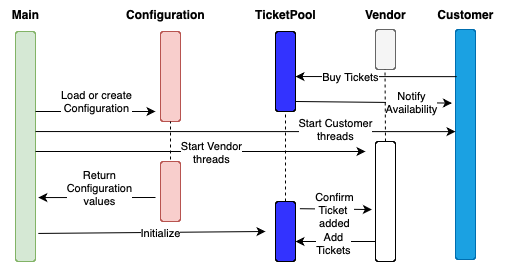 Main
Configuration
TicketPool
Vendor
Customer
Buy Tickets
Load or create
Configuration
Notify
Availability
Start Customer
threads
Start Vendor
threads
Return
Configuration
values
Confirm
Ticket
added
Initialize
Add
Tickets